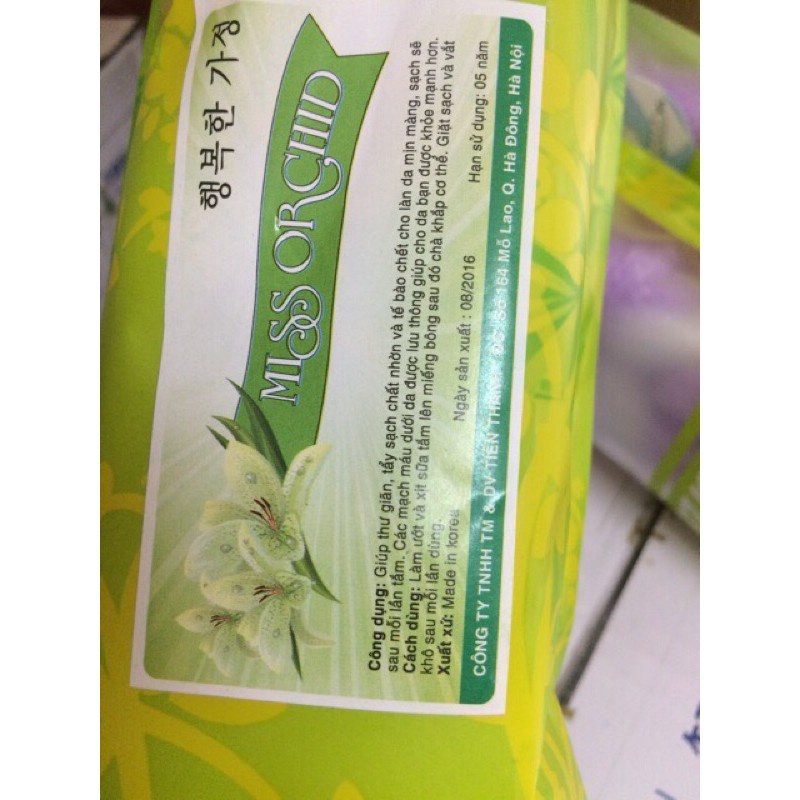 행복한 가정
MISS ORCHID
Công dụng: Giúp thư giãn, tẩy sạch chất nhờn và tế bào chết cho làn da mịn màng, sạch sẽ
sau mỗi lần tắm. Các mạch máu dưới da được lưu thông giúp cho da bạn được khỏe mạnh hơn.
Cách dùng: Làm ướt và xịt sữa tắm lên miếng bông sau đó chà khắp cơ thể. Giặt sạch và vắt
khô sau mỗi lần dùng.
Xuất xứ: Made in korea Ngày sản xuất : 08/2016 Hạn sử dụng: 05 năm
CÔNG TY TNHH TM & DV TIẾN THÀNH Số 164 Mỗ Lao, Q. Hà Đông, Hà Nội